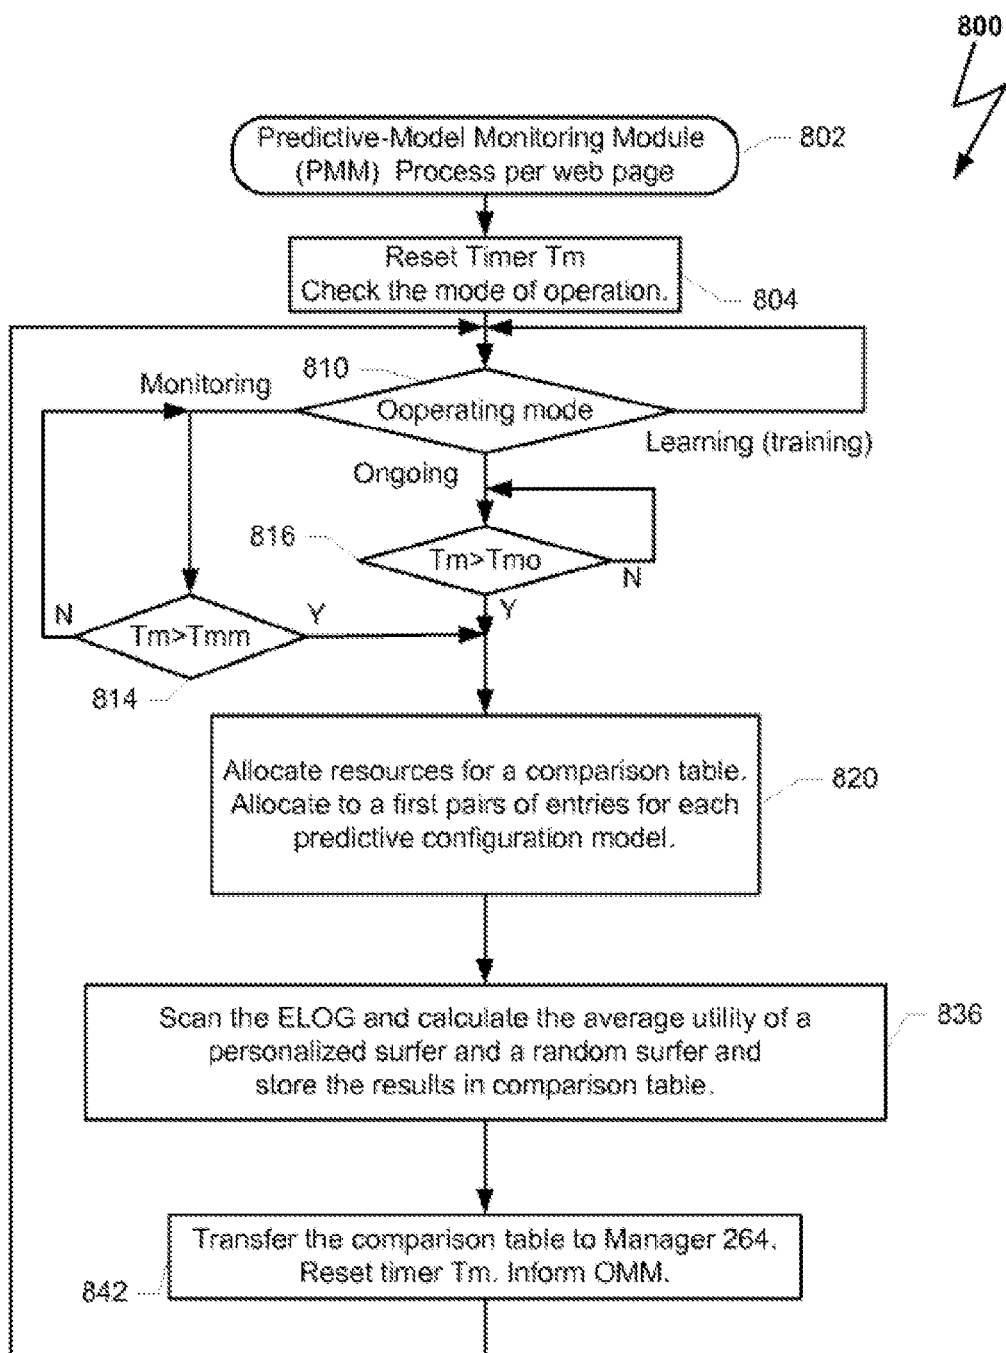 800
Predictive-Model Monitoring Module
(PMM) Process per web page
802
Reset Timer Tm
Check the mode of operation.
804
810
Monitoring
Ooperating mode
Learning (training)
Ongoing
816
Tm>Tmo
N
Y
N
Tm>Tmm
Y
814
Allocate resources for a comparison table.
Allocate to a first pairs of entries for each
predictive configuration model.
820
Scan the ELOG and calculate the average utility of a
personalized surfer and a random surfer and
store the results in comparison table.
836
Transfer the comparison table to Manager 264.
Reset timer Tm. Inform OMM.
842